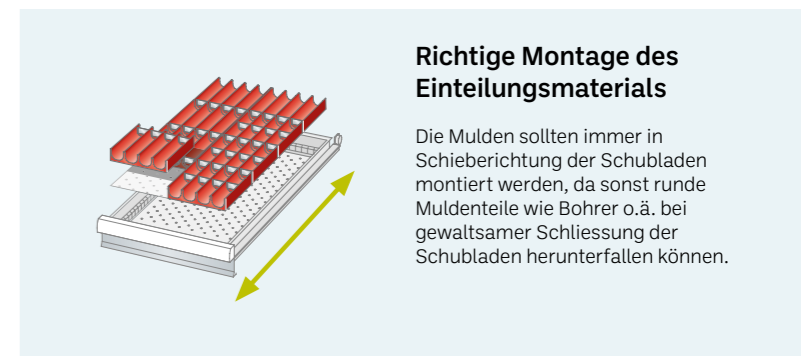 Richtige Montage des
Einteilungsmaterials
Die Mulden sollten immer in
Schieberichtung der Schubladen
montiert werden, da sonst runde
Muldenteile wie Bohrer o.ä. bei
gewaltsamer Schliessung der
Schubladen herunterfallen können.